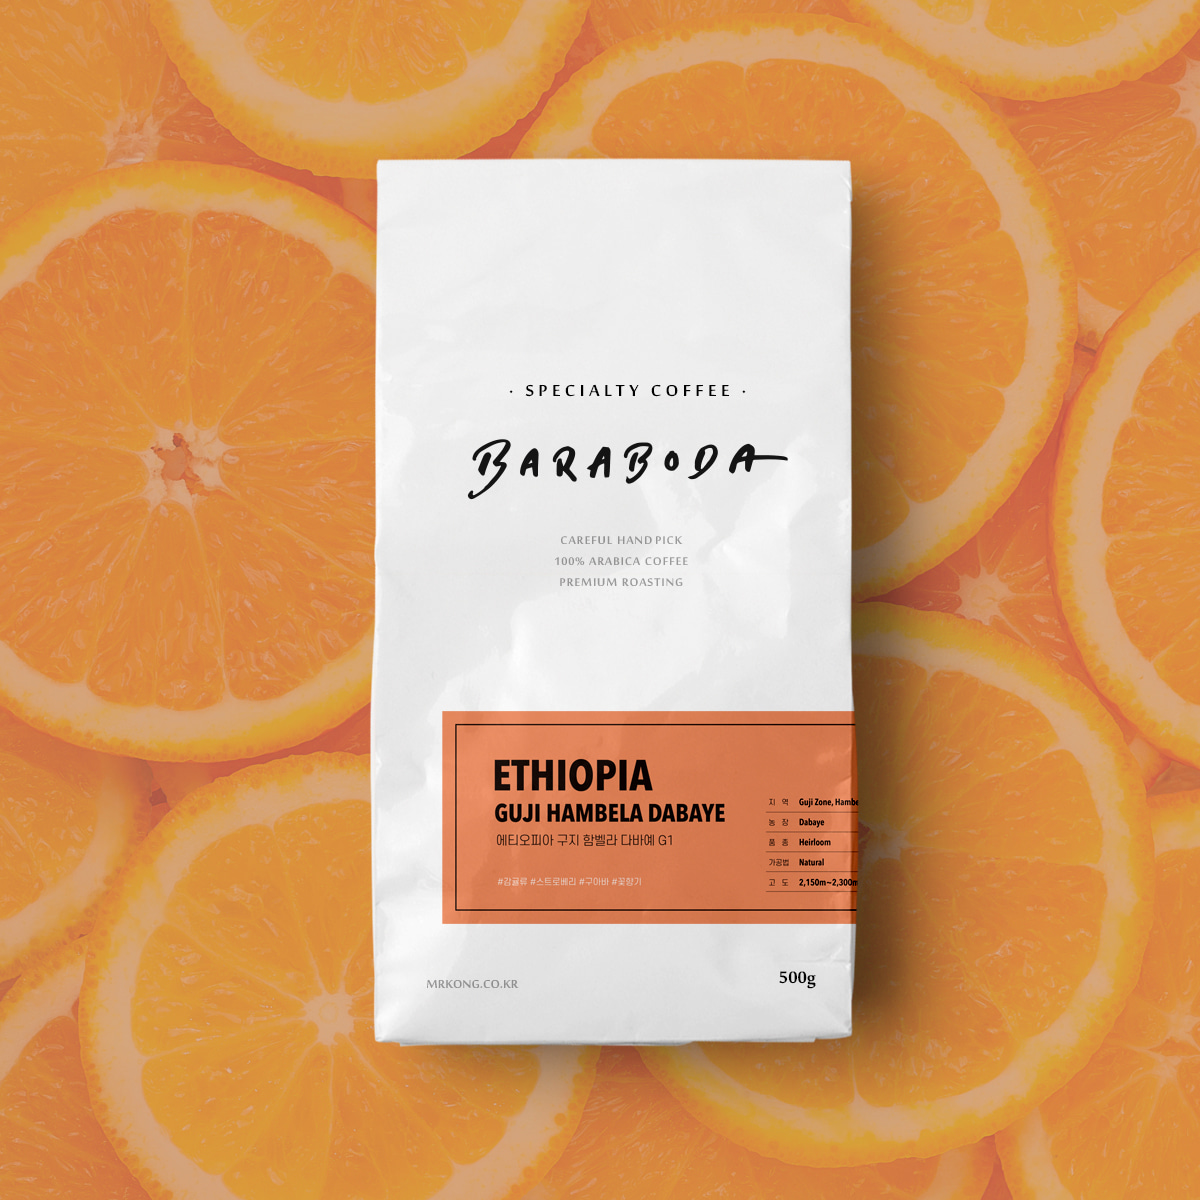 · SPECIALTY COFFEE ·
BARABODA
CAREFUL HAND PICK
100% ARABICA COFFEE
PREMIUM ROASTING
ETHIOPIA
GUJI HAMBELA DABAYE
에티오피아 구지 함벨라 다바예 G1
#감귤류 #스트로베리 #구아바 #꽃향기
지 역 Guji Zone, Hambe
농 장 Dabaye
품 종 Heirloom
가공법 Natural
고 도 2,150m~2,300m
MRKONG.CO.KR
500g